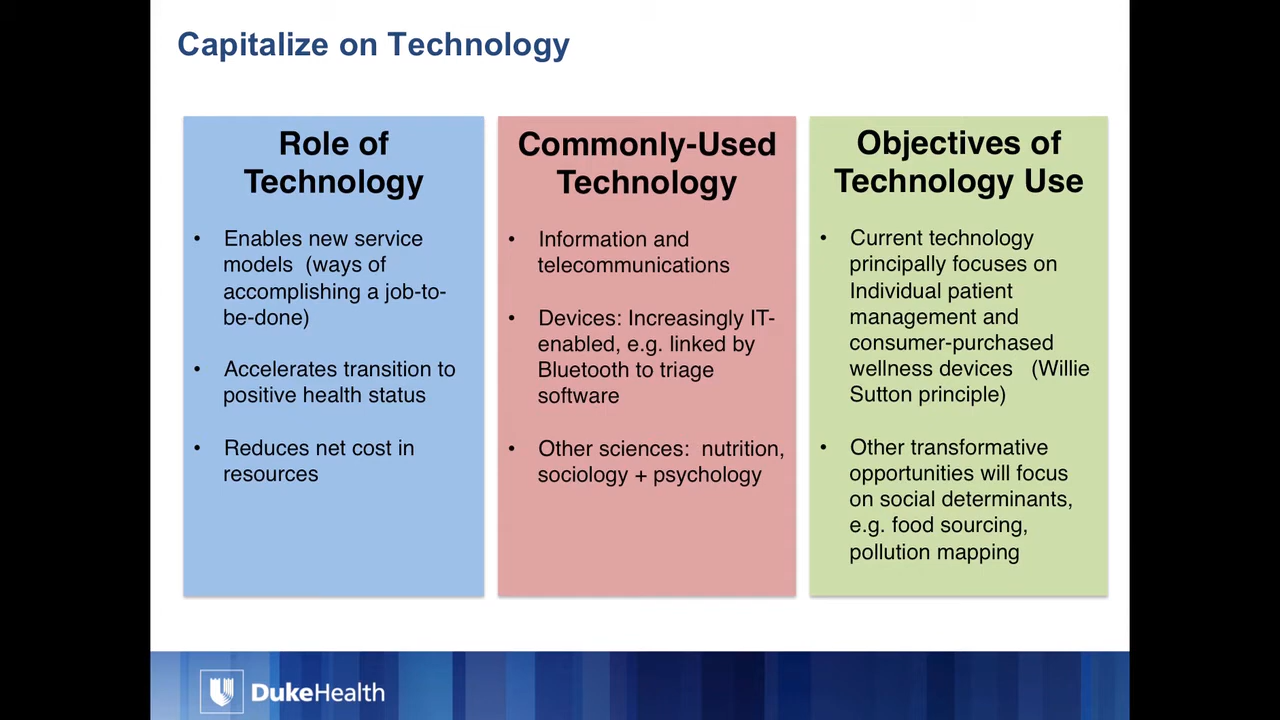 Capitalize on Technology
Role of
Technology
• Enables new service
models (ways of
accomplishing a job-to-
be-done)
• Accelerates transition to
positive health status
• Reduces net cost in
resources
Commonly-Used
Technology
• Information and
telecommunications
• Devices: Increasingly IT-
enabled, e.g. linked by
Bluetooth to triage
software
• Other sciences: nutrition,
sociology + psychology
Objectives of
Technology Use
• Current technology
principally focuses on
Individual patient
management and
consumer-purchased
wellness devices (Willie
Sutton principle)
• Other transformative
opportunities will focus
on social determinants,
e.g. food sourcing,
pollution mapping
DukeHealth